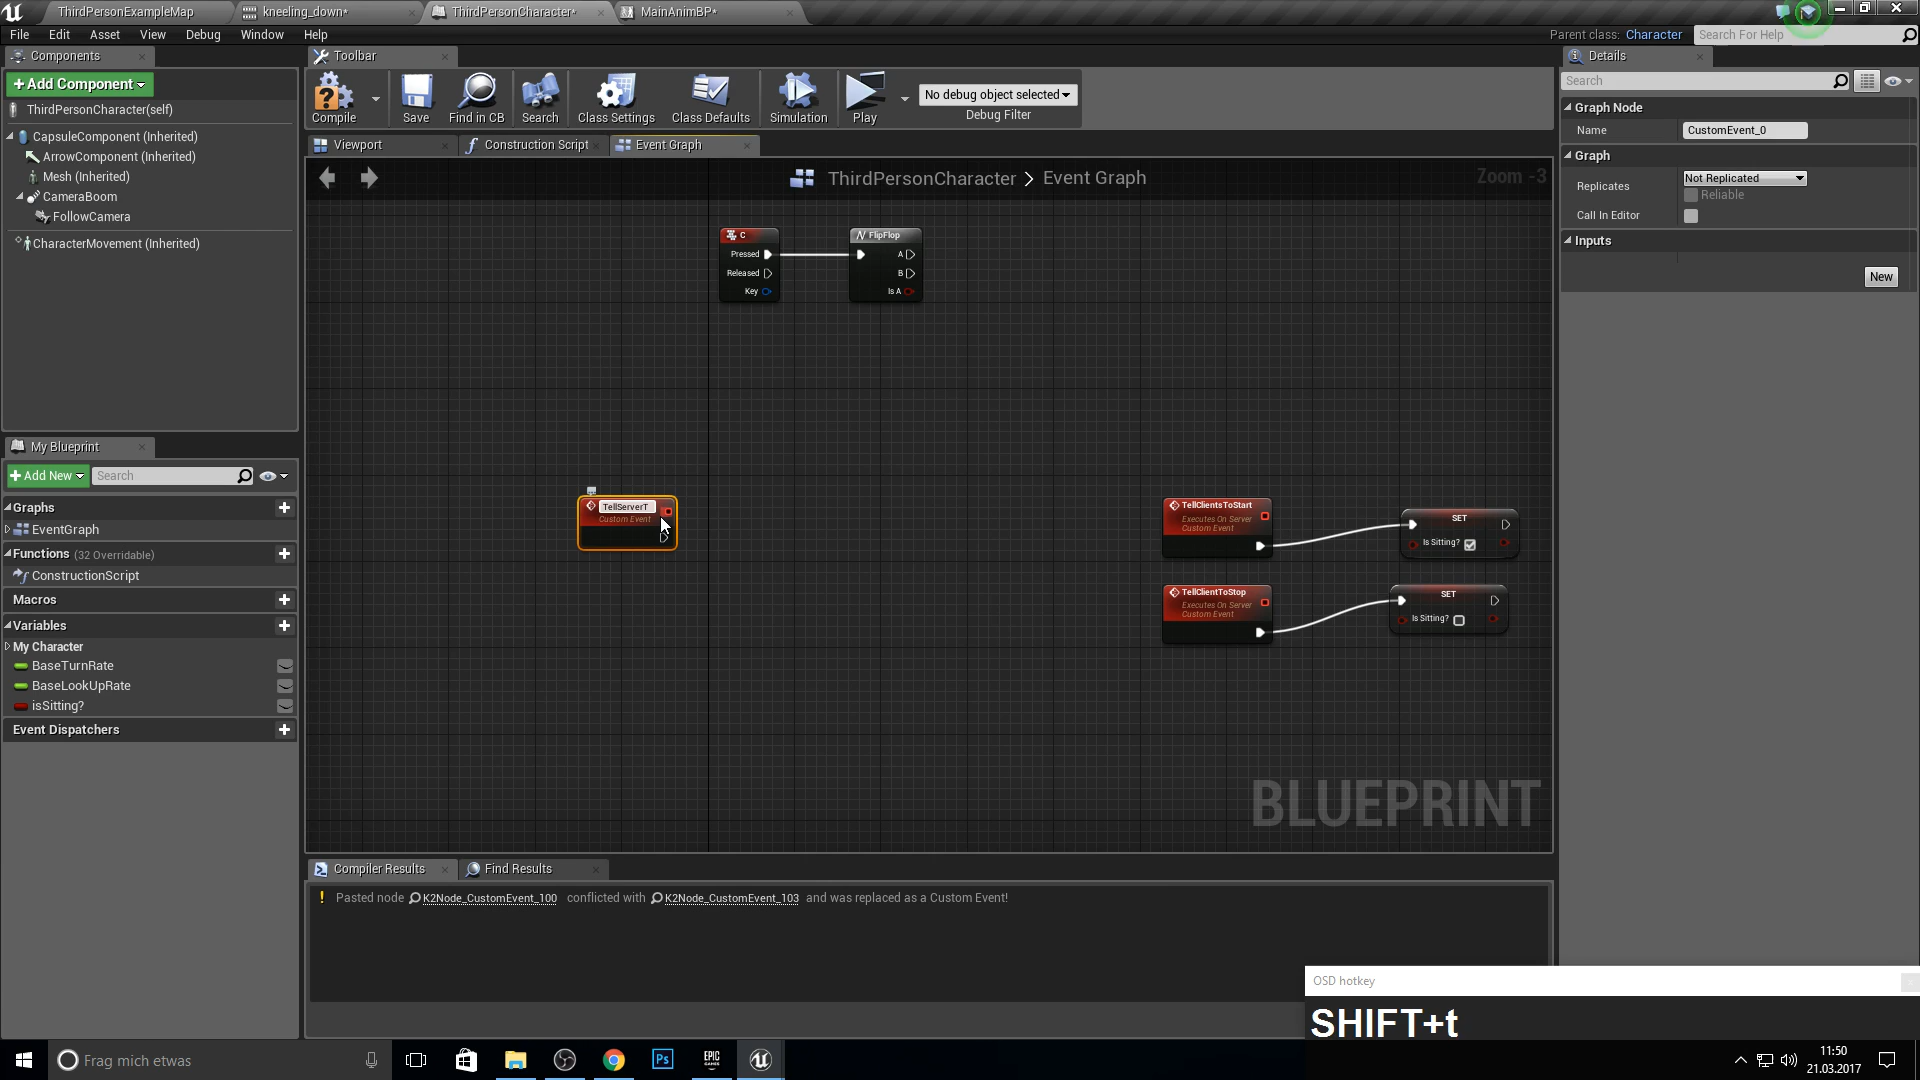 ThirdPersonExampleMap
kneeling_down*
ThirdPersonCharacter*
MainAnimBP*
File Edit Asset View Debug Window Help
Parent class: Character
Search For Help
Components
Toolbar
Details
+ Add Component
Search
ThirdPersonCharacter(self)
CapsuleComponent (Inherited)
ArrowComponent (Inherited)
Mesh (Inherited)
CameraBoom
FollowCamera
CharacterMovement (Inherited)
Compile
Save
Find in CB
Search
Class Settings
Class Defaults
Simulation
Play
No debug object selected
Debug Filter
Graph Node
Name
CustomEvent_0
Graph
Replicates
Not Replicated
Reliable
Call In Editor
Inputs
New
Viewport
Construction Script
Event Graph
ThirdPersonCharacter > Event Graph
Zoom -3
C
Pressed
Released
Key
FlipFlop
A
B
Is A
TellServerT
Custom Event
TellClientsToStart
Executes On Server
Custom Event
SET
Is Sitting?
TellClientToStop
Executes On Server
Custom Event
SET
Is Sitting?
BLUEPRINT
My Blueprint
+ Add New
Search
Graphs
EventGraph
Functions (32 Overridable)
ConstructionScript
Macros
Variables
My Character
BaseTurnRate
BaseLookUpRate
isSitting?
Event Dispatchers
Compiler Results
Find Results
Pasted node K2Node_CustomEvent_100 conflicted with K2Node_CustomEvent_103 and was replaced as a Custom Event!
OSD hotkey
SHIFT+t
Frag mich etwas
Ps
EPIC
GAMES
11:50
21.03.2017